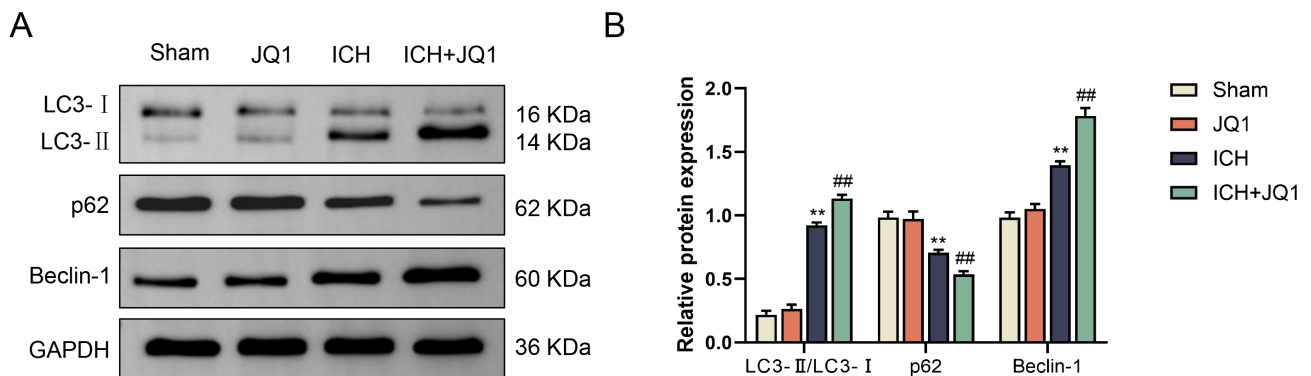 A
Sham JQ1 ICH ICH+JQ1
LC3-Ⅰ 16 KDa
LC3-Ⅱ 14 KDa
p62 62 KDa
Beclin-1 60 KDa
GAPDH 36 KDa
B
Relative protein expression
2.0
1.5
1.0
0.5
0.0
** ##
** ##
** ##
LC3-Ⅱ/LC3-Ⅰ p62 Beclin-1
Sham
JQ1
ICH
ICH+JQ1